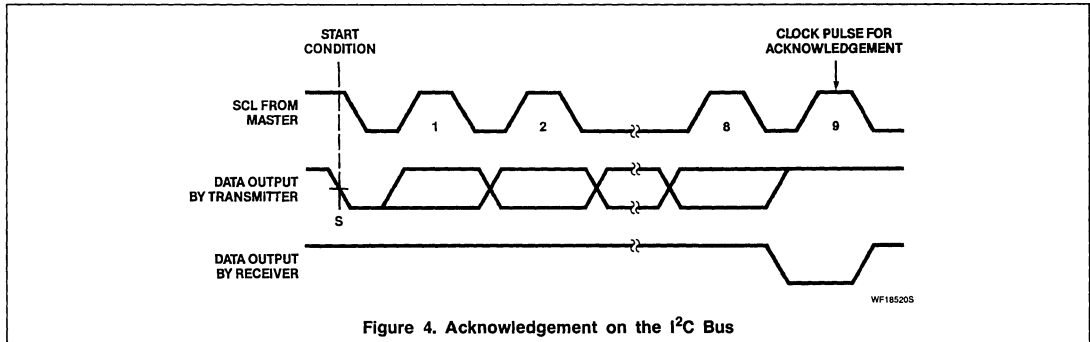 START
CONDITION
CLOCK PULSE FOR
ACKNOWLEDGEMENT
SCL FROM
MASTER
1
2
8
9
DATA OUTPUT
BY TRANSMITTER
S
DATA OUTPUT
BY RECEIVER
WF18520S
Figure 4. Acknowledgement on the I²C Bus